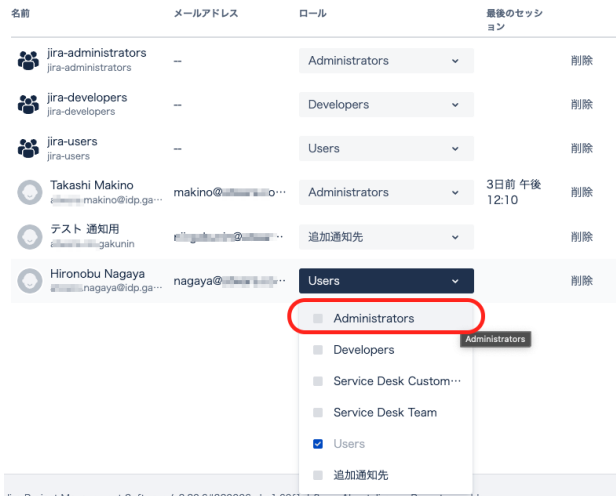 名前 メールアドレス ロール 最後のセッシ
ョン
jira-administrators
jira-administrators -- Administrators 削除
jira-developers
jira-developers -- Developers 削除
jira-users
jira-users -- Users 削除
Takashi Makino
makino@idp.ga… makino@ o… Administrators 3日前 午後
12:10 削除
テスト 通知用
gakunin @ … 追加通知先 削除
Hironobu Nagaya
.nagaya@idp.ga… nagaya@ … Users 削除
Administrators
Administrators
Developers
Service Desk Custom…
Service Desk Team
Users
追加通知先